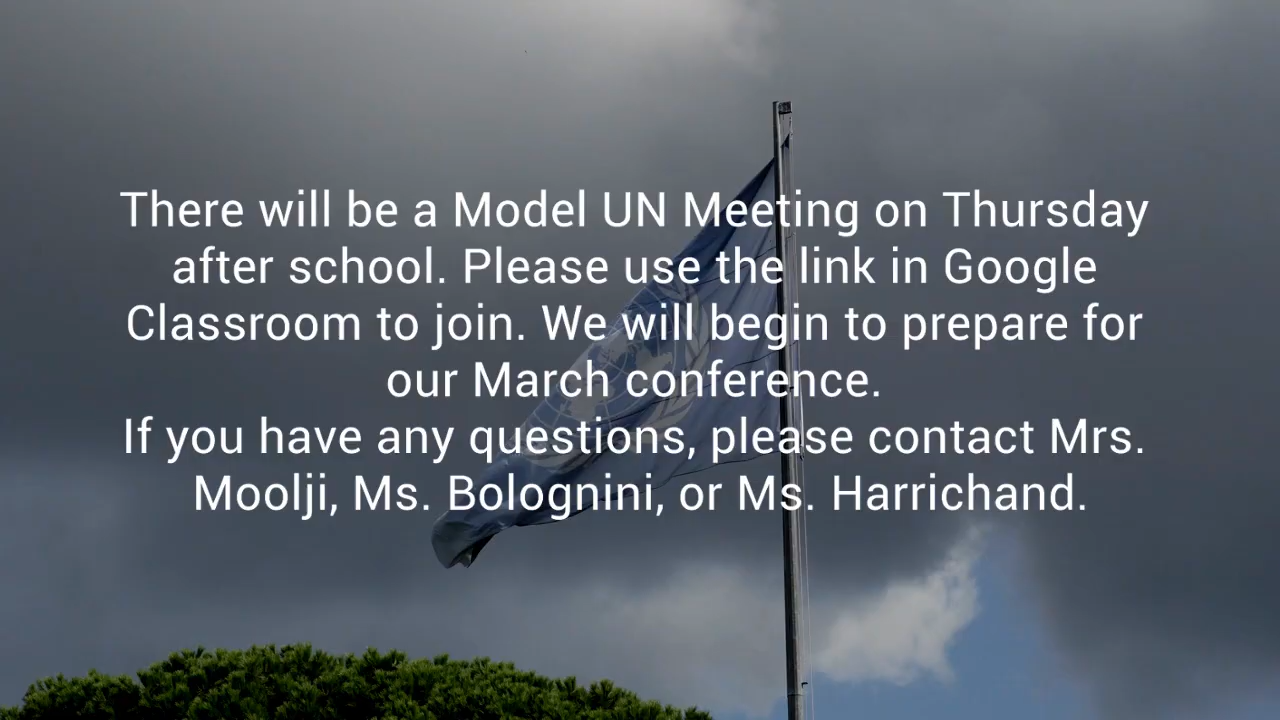 There will be a Model UN Meeting on Thursday
after school. Please use the link in Google
Classroom to join. We will begin to prepare for
our March conference.
If you have any questions, please contact Mrs.
Moolji, Ms. Bolognini, or Ms. Harrichand.